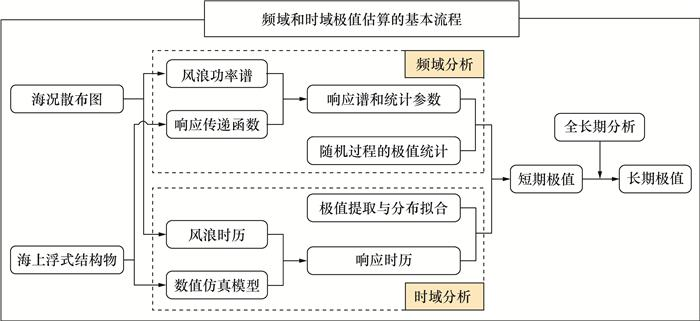 频域和时域极值估算的基本流程
频域分析
风浪功率谱
海况散布图
响应谱和统计参数
响应传递函数
全长期分析
随机过程的极值统计
短期极值
长期极值
极值提取与分布拟合
风浪时历
海上浮式结构物
响应时历
数值仿真模型
时域分析